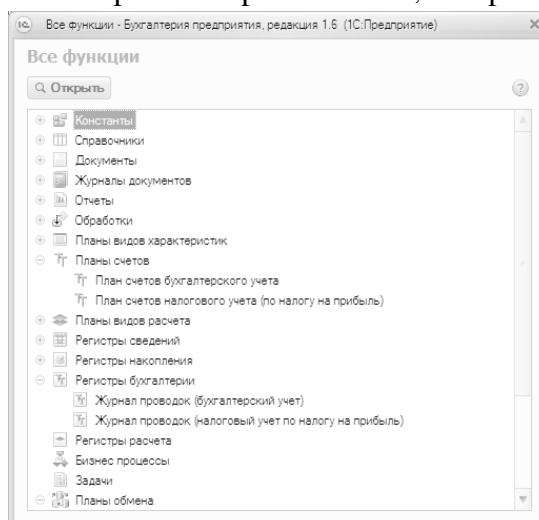 Все функции - Бухгалтерия предприятия, редакция 1.6 (1С:Предприятие)
Все функции
Открыть
Константы
Справочники
Документы
Журналы документов
Отчеты
Обработки
Планы видов характеристик
Планы счетов
План счетов бухгалтерского учета
План счетов налогового учета (по налогу на прибыль)
Планы видов расчета
Регистры сведений
Регистры накопления
Регистры бухгалтерии
Журнал проводок (бухгалтерский учет)
Журнал проводок (налоговый учет по налогу на прибыль)
Регистры расчета
Бизнес процессы
Задачи
Планы обмена